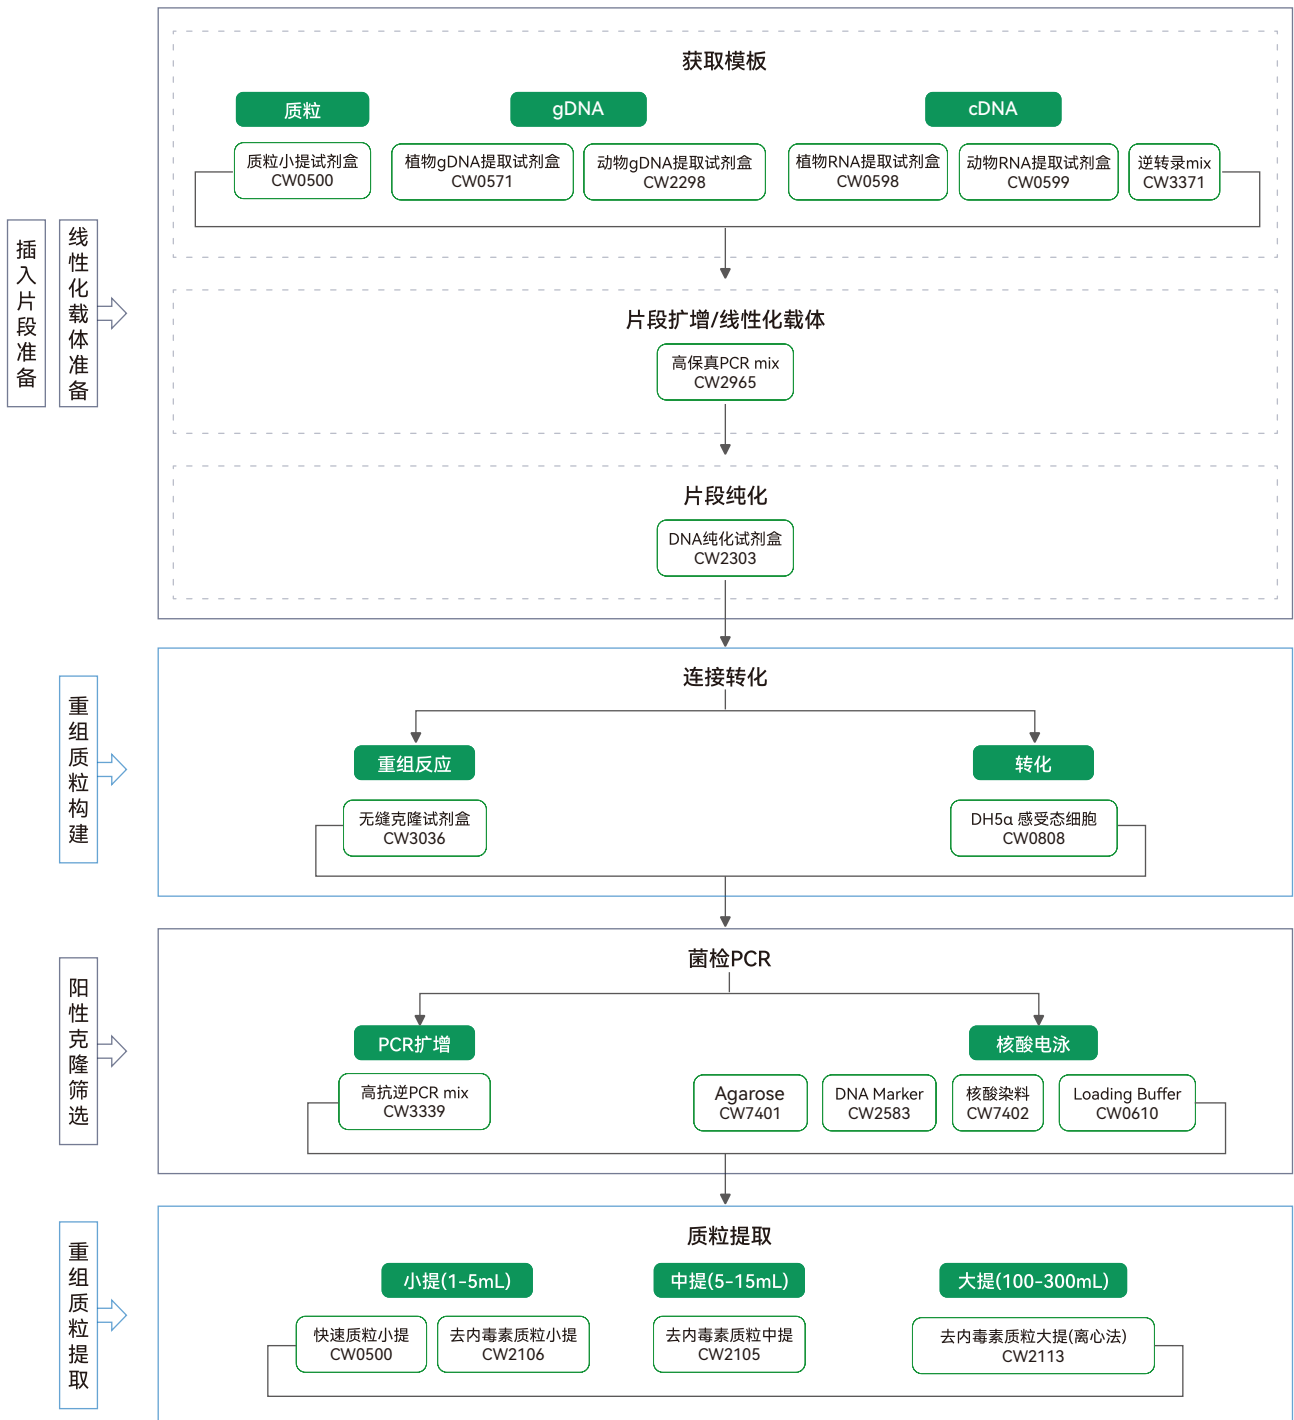 获取模板
质粒
gDNA
cDNA
质粒小提试剂盒
CW0500
植物gDNA提取试剂盒
CW0571
动物gDNA提取试剂盒
CW2298
植物RNA提取试剂盒
CW0598
动物RNA提取试剂盒
CW0599
逆转录mix
CW3371
插入片段准备
线性化载体准备
片段扩增/线性化载体
高保真PCR mix
CW2965
片段纯化
DNA纯化试剂盒
CW2303
重组质粒构建
连接转化
重组反应
转化
无缝克隆试剂盒
CW3036
DH5α 感受态细胞
CW0808
阳性克隆筛选
菌检PCR
PCR扩增
核酸电泳
高抗逆PCR mix
CW3339
Agarose
CW7401
DNA Marker
CW2583
核酸染料
CW7402
Loading Buffer
CW0610
重组质粒提取
质粒提取
小提(1-5mL)
中提(5-15mL)
大提(100-300mL)
快速质粒小提
CW0500
去内毒素质粒小提
CW2106
去内毒素质粒中提
CW2105
去内毒素质粒大提(离心法)
CW2113